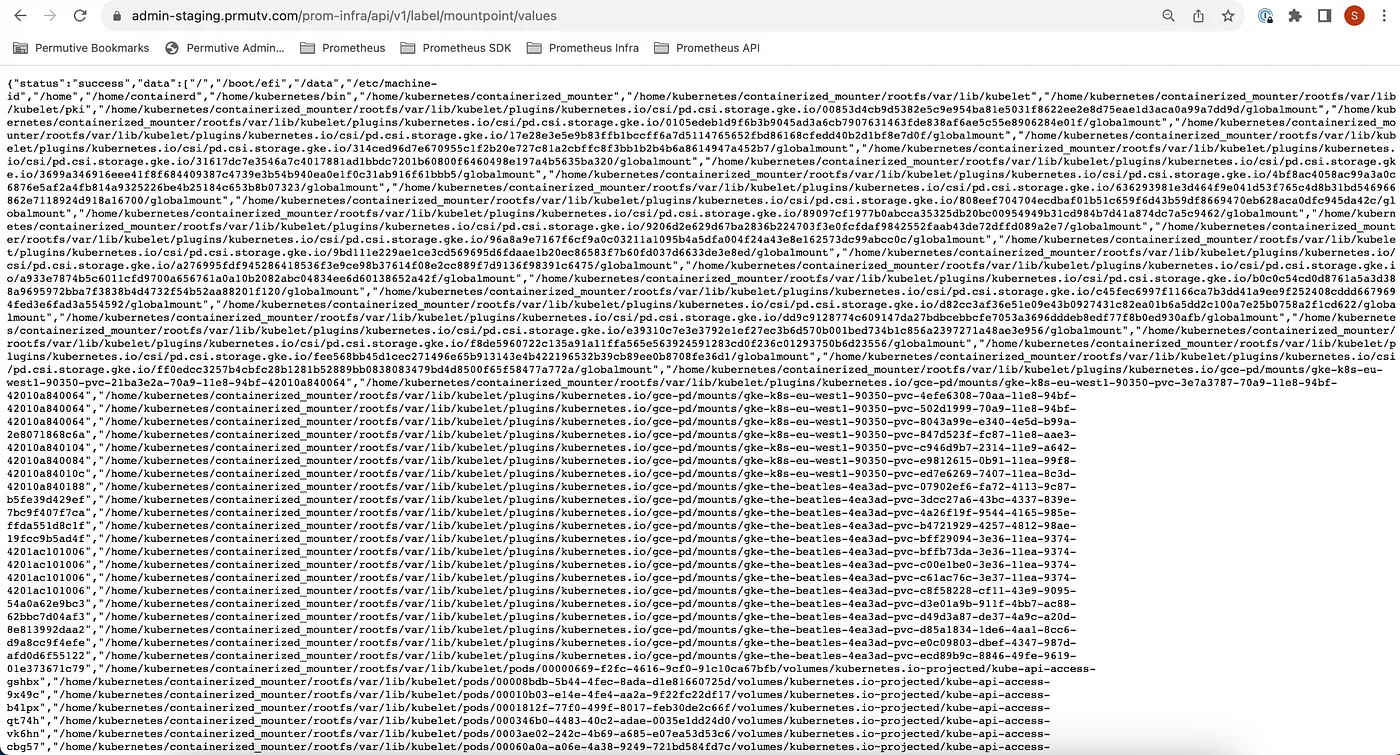 admin-staging.prmutv.com/prom-infra/api/v1/label/mountpoint/values
S
Permutive Bookmarks Permutive Admin... Prometheus Prometheus SDK Prometheus Infra Prometheus API
{"status":"success","data":["/","/boot/efi","/data","/etc/machine-
id","/home","/home/containerd","/home/kubernetes/bin","/home/kubernetes/containerized_mounter","/home/kubernetes/containerized_mounter/rootfs/var/lib/kubelet","/home/kubernetes/containerized_mounter/rootfs/var/lib
/kubelet/pki","/home/kubernetes/containerized_mounter/rootfs/var/lib/kubelet/plugins/kubernetes.io/csi/pd.csi.storage.gke.io/00853d4cb9d5382e5c9e954ba81e5031f8622ee2e8d75eae1d3aca0a99a7dd9d/globalmount","/home/kub
ernetes/containerized_mounter/rootfs/var/lib/kubelet/plugins/kubernetes.io/csi/pd.csi.storage.gke.io/0105edeb1d9f6b3b9045ad3a6cb7907631463fde838af6ae5c55e8906284e01f/globalmount","/home/kubernetes/containerized_mo
unter/rootfs/var/lib/kubelet/plugins/kubernetes.io/csi/pd.csi.storage.gke.io/17e28e3e5e9b83ffb1bccff6a7d5114765652fbd86168cfedd40b2d1bf8e7d0f/globalmount","/home/kubernetes/containerized_mounter/rootfs/var/lib/kub
elet/plugins/kubernetes.io/csi/pd.csi.storage.gke.io/314ced96d7e670955c1f2b20e727c81a2cbffc8f3bb1b2b4b6a8614947a452b7/globalmount","/home/kubernetes/containerized_mounter/rootfs/var/lib/kubelet/plugins/kubernetes.
io/csi/pd.csi.storage.gke.io/31617dc7e3546a7c4017881ad1bbdc7201b60800f6460498e197a4b5635ba320/globalmount","/home/kubernetes/containerized_mounter/rootfs/var/lib/kubelet/plugins/kubernetes.io/csi/pd.csi.storage.gk
e.io/3699a346916eee41f8f684409387c4739e3b54b940ea0e1f0c31ab916f61bbb5/globalmount","/home/kubernetes/containerized_mounter/rootfs/var/lib/kubelet/plugins/kubernetes.io/csi/pd.csi.storage.gke.io/4bf8ac4058ac99a3a0c
6876e5af2a4fb814a9325226be4b25184c653b8b07323/globalmount","/home/kubernetes/containerized_mounter/rootfs/var/lib/kubelet/plugins/kubernetes.io/csi/pd.csi.storage.gke.io/636293981e3d464f9e041d53f765c4d8b31bd546966
862e7118924d918a16700/globalmount","/home/kubernetes/containerized_mounter/rootfs/var/lib/kubelet/plugins/kubernetes.io/csi/pd.csi.storage.gke.io/808eef704704ecdbaf01b51c659f6d43b59df8669470eb628aca0dfc945da42c/gl
obalmount","/home/kubernetes/containerized_mounter/rootfs/var/lib/kubelet/plugins/kubernetes.io/csi/pd.csi.storage.gke.io/89097cf1977b0abcca35325db20bc00954949b31cd984b7d41a874dc7a5c9462/globalmount","/home/kubern
etes/containerized_mounter/rootfs/var/lib/kubelet/plugins/kubernetes.io/csi/pd.csi.storage.gke.io/9206d2e629d67ba2836b224703f3e0fcfdaf9842552faab43de72dffd089a2e7/globalmount","/home/kubernetes/containerized_mount
er/rootfs/var/lib/kubelet/plugins/kubernetes.io/csi/pd.csi.storage.gke.io/96a8a9e7167f6cf9a0c03211a1095b4a5dfa004f24a43e8e162573dc99abcc0c/globalmount","/home/kubernetes/containerized_mounter/rootfs/var/lib/kubele
t/plugins/kubernetes.io/csi/pd.csi.storage.gke.io/9bd111e229ae1ce3cd569695d6fdaae1b20ec86583f7b60fd037d6633de3e8ed/globalmount","/home/kubernetes/containerized_mounter/rootfs/var/lib/kubelet/plugins/kubernetes.io/
csi/pd.csi.storage.gke.io/a276995fdf945286418536f3e9ce98b37614f08e2cc889f7d9136f98391c6475/globalmount","/home/kubernetes/containerized_mounter/rootfs/var/lib/kubelet/plugins/kubernetes.io/csi/pd.csi.storage.gke.i
o/a933e7874b5c6011cfd9700a656761a0a10b2082abc04834ee6d60138652a42f/globalmount","/home/kubernetes/containerized_mounter/rootfs/var/lib/kubelet/plugins/kubernetes.io/csi/pd.csi.storage.gke.io/b0c0c54cd0d8761a5a3d38
8a9695972bba7f3838b4d4732f54b52aa88201f120/globalmount","/home/kubernetes/containerized_mounter/rootfs/var/lib/kubelet/plugins/kubernetes.io/csi/pd.csi.storage.gke.io/c45fec6997f1166ca7b3dd41a9ee9f252408cddd667969
4fed3e6fad3a554592/globalmount","/home/kubernetes/containerized_mounter/rootfs/var/lib/kubelet/plugins/kubernetes.io/csi/pd.csi.storage.gke.io/d82cc3af36e51e09e43b0927431c82ea01b6a5dd2c100a7e25b0758a2f1cd622/globa
lmount","/home/kubernetes/containerized_mounter/rootfs/var/lib/kubelet/plugins/kubernetes.io/csi/pd.csi.storage.gke.io/dd9c9128774c609147da27bdbcebbcfe7053a3696dddeb8edf77f8b0ed930afb/globalmount","/home/kubernete
s/containerized_mounter/rootfs/var/lib/kubelet/plugins/kubernetes.io/csi/pd.csi.storage.gke.io/e39310c7e3e3792e1ef27ec3b6d570b001bed734b1c856a2397271a48ae3e956/globalmount","/home/kubernetes/containerized_mounter/
rootfs/var/lib/kubelet/plugins/kubernetes.io/csi/pd.csi.storage.gke.io/f8de5960722c135a91a11ffa565e563924591283cd0f236c01293750b6d23556/globalmount","/home/kubernetes/containerized_mounter/rootfs/var/lib/kubelet/p
lugins/kubernetes.io/csi/pd.csi.storage.gke.io/fee568bb45d1cec271496e65b913143e4b422196532b39cb89ee0b8708fe36d1/globalmount","/home/kubernetes/containerized_mounter/rootfs/var/lib/kubelet/plugins/kubernetes.io/csi
/pd.csi.storage.gke.io/ff0edcc3257b4cbfc28b1281b52889bb0838083479bd4d8500f65f58477a772a/globalmount","/home/kubernetes/containerized_mounter/rootfs/var/lib/kubelet/plugins/kubernetes.io/gce-pd/mounts/gke-k8s-eu-
west1-90350-pvc-21ba3e2a-70a9-11e8-94bf-42010a840064","/home/kubernetes/containerized_mounter/rootfs/var/lib/kubelet/plugins/kubernetes.io/gce-pd/mounts/gke-k8s-eu-west1-90350-pvc-3e7a3787-70a9-11e8-94bf-
42010a840064","/home/kubernetes/containerized_mounter/rootfs/var/lib/kubelet/plugins/kubernetes.io/gce-pd/mounts/gke-k8s-eu-west1-90350-pvc-4efe6308-70aa-11e8-94bf-
42010a840064","/home/kubernetes/containerized_mounter/rootfs/var/lib/kubelet/plugins/kubernetes.io/gce-pd/mounts/gke-k8s-eu-west1-90350-pvc-502d1999-70a9-11e8-94bf-
42010a840064","/home/kubernetes/containerized_mounter/rootfs/var/lib/kubelet/plugins/kubernetes.io/gce-pd/mounts/gke-k8s-eu-west1-90350-pvc-8043a99e-e340-4e5d-b99a-
2e8071868c6a","/home/kubernetes/containerized_mounter/rootfs/var/lib/kubelet/plugins/kubernetes.io/gce-pd/mounts/gke-k8s-eu-west1-90350-pvc-847d523f-fc87-11e8-aae3-
42010a840104","/home/kubernetes/containerized_mounter/rootfs/var/lib/kubelet/plugins/kubernetes.io/gce-pd/mounts/gke-k8s-eu-west1-90350-pvc-c946d9b7-2314-11e9-a642-
42010a840084","/home/kubernetes/containerized_mounter/rootfs/var/lib/kubelet/plugins/kubernetes.io/gce-pd/mounts/gke-k8s-eu-west1-90350-pvc-e9812615-0b91-11ea-99f8-
42010a84010c","/home/kubernetes/containerized_mounter/rootfs/var/lib/kubelet/plugins/kubernetes.io/gce-pd/mounts/gke-k8s-eu-west1-90350-pvc-ed7e6269-7407-11ea-8c3d-
42010a840188","/home/kubernetes/containerized_mounter/rootfs/var/lib/kubelet/plugins/kubernetes.io/gce-pd/mounts/gke-the-beatles-4ea3ad-pvc-07902ef6-fa72-4113-9c87-
b5fe39d429ef","/home/kubernetes/containerized_mounter/rootfs/var/lib/kubelet/plugins/kubernetes.io/gce-pd/mounts/gke-the-beatles-4ea3ad-pvc-3dcc27a6-43bc-4337-839e-
7bc9f407f7ca","/home/kubernetes/containerized_mounter/rootfs/var/lib/kubelet/plugins/kubernetes.io/gce-pd/mounts/gke-the-beatles-4ea3ad-pvc-4a26f19f-9544-4165-985e-
ffda551d8c1f","/home/kubernetes/containerized_mounter/rootfs/var/lib/kubelet/plugins/kubernetes.io/gce-pd/mounts/gke-the-beatles-4ea3ad-pvc-b4721929-4257-4812-98ae-
19fcc9b5ad4f","/home/kubernetes/containerized_mounter/rootfs/var/lib/kubelet/plugins/kubernetes.io/gce-pd/mounts/gke-the-beatles-4ea3ad-pvc-bff29094-3e36-11ea-9374-
4201ac101006","/home/kubernetes/containerized_mounter/rootfs/var/lib/kubelet/plugins/kubernetes.io/gce-pd/mounts/gke-the-beatles-4ea3ad-pvc-bffb73da-3e36-11ea-9374-
4201ac101006","/home/kubernetes/containerized_mounter/rootfs/var/lib/kubelet/plugins/kubernetes.io/gce-pd/mounts/gke-the-beatles-4ea3ad-pvc-c00e1be0-3e36-11ea-9374-
4201ac101006","/home/kubernetes/containerized_mounter/rootfs/var/lib/kubelet/plugins/kubernetes.io/gce-pd/mounts/gke-the-beatles-4ea3ad-pvc-c61ac76c-3e37-11ea-9374-
4201ac101006","/home/kubernetes/containerized_mounter/rootfs/var/lib/kubelet/plugins/kubernetes.io/gce-pd/mounts/gke-the-beatles-4ea3ad-pvc-c8f58228-cf11-43e9-9095-
54a0a62e9bc3","/home/kubernetes/containerized_mounter/rootfs/var/lib/kubelet/plugins/kubernetes.io/gce-pd/mounts/gke-the-beatles-4ea3ad-pvc-d3e01a9b-911f-4bb7-ac88-
62bbc7d04af3","/home/kubernetes/containerized_mounter/rootfs/var/lib/kubelet/plugins/kubernetes.io/gce-pd/mounts/gke-the-beatles-4ea3ad-pvc-d49d3a87-de37-4a9c-a20d-
8e813992daa2","/home/kubernetes/containerized_mounter/rootfs/var/lib/kubelet/plugins/kubernetes.io/gce-pd/mounts/gke-the-beatles-4ea3ad-pvc-d85a1834-1de6-4aa1-8cc6-
d9a8cc9f4efe","/home/kubernetes/containerized_mounter/rootfs/var/lib/kubelet/plugins/kubernetes.io/gce-pd/mounts/gke-the-beatles-4ea3ad-pvc-e0c09803-dbef-4347-987d-
afd0d6f55122","/home/kubernetes/containerized_mounter/rootfs/var/lib/kubelet/plugins/kubernetes.io/gce-pd/mounts/gke-the-beatles-4ea3ad-pvc-ecd89b9c-8846-49fe-9619-
01e373671c79","/home/kubernetes/containerized_mounter/rootfs/var/lib/kubelet/pods/00000669-f2fc-4616-9cf0-91c10ca67bfb/volumes/kubernetes.io~projected/kube-api-access-
gshbx","/home/kubernetes/containerized_mounter/rootfs/var/lib/kubelet/pods/00008bdb-5b44-4fec-8ada-d1e81660725d/volumes/kubernetes.io~projected/kube-api-access-
9x49c","/home/kubernetes/containerized_mounter/rootfs/var/lib/kubelet/pods/00010b03-e14e-4fe4-aa2a-9f22fc22df17/volumes/kubernetes.io~projected/kube-api-access-
b4lpx","/home/kubernetes/containerized_mounter/rootfs/var/lib/kubelet/pods/0001812f-77f0-499f-8017-feb30de2c66f/volumes/kubernetes.io~projected/kube-api-access-
qt74h","/home/kubernetes/containerized_mounter/rootfs/var/lib/kubelet/pods/000346b0-4483-40c2-adae-0035e1dd24d0/volumes/kubernetes.io~projected/kube-api-access-
vk6hn","/home/kubernetes/containerized_mounter/rootfs/var/lib/kubelet/pods/0003ae02-242c-4b69-a685-e07ea53d53c6/volumes/kubernetes.io~projected/kube-api-access-
cbg57","/home/kubernetes/containerized_mounter/rootfs/var/lib/kubelet/pods/00060a0a-a06e-4a38-9249-721bd584fd7c/volumes/kubernetes.io~projected/kube-api-access-